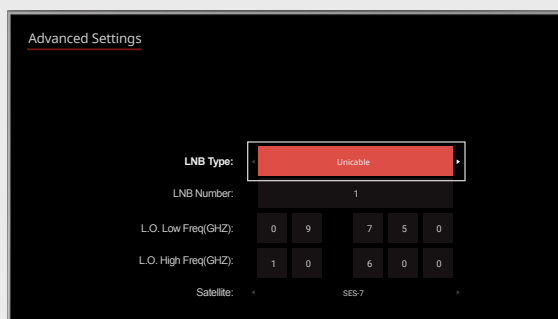 Advanced Settings
LNB Type: Unicable
LNB Number: 1
L.O. Low Freq(GHZ): 0 9 7 5 0
L.O. High Freq(GHZ): 1 0 6 0 0
Satellite: SES-7